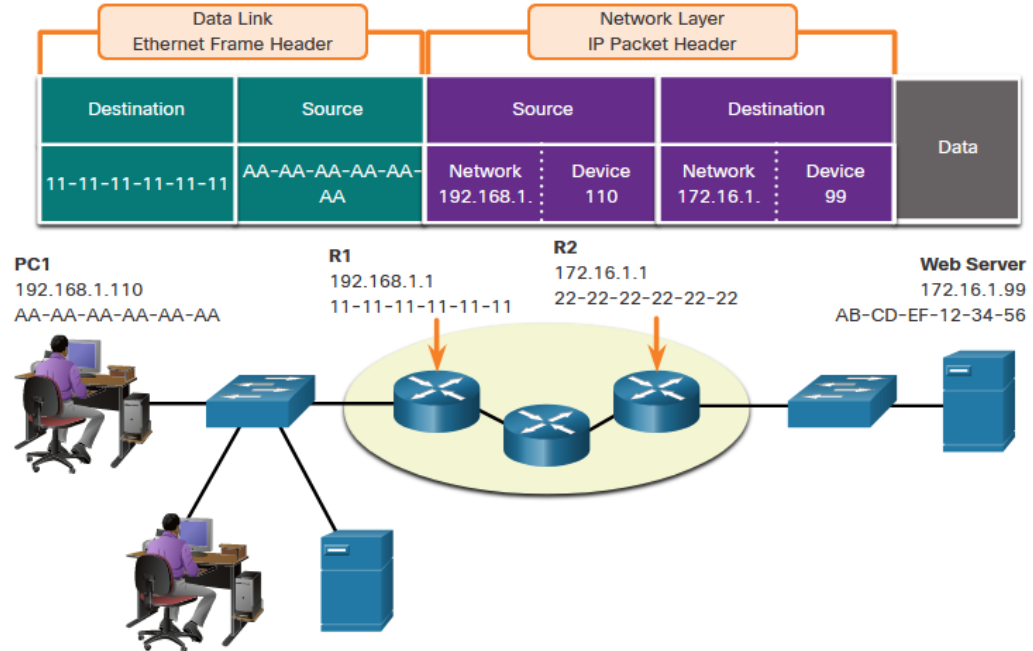 Data Link
Ethernet Frame Header
Network Layer
IP Packet Header
Destination
Source
Source
Destination
Data
11-11-11-11-11-11
AA-AA-AA-AA-AA-
AA
Network
192.168.1.
Device
110
Network
172.16.1.
Device
99
PC1
192.168.1.110
AA-AA-AA-AA-AA-AA
R1
192.168.1.1
11-11-11-11-11-11
R2
172.16.1.1
22-22-22-22-22-22
Web Server
172.16.1.99
AB-CD-EF-12-34-56